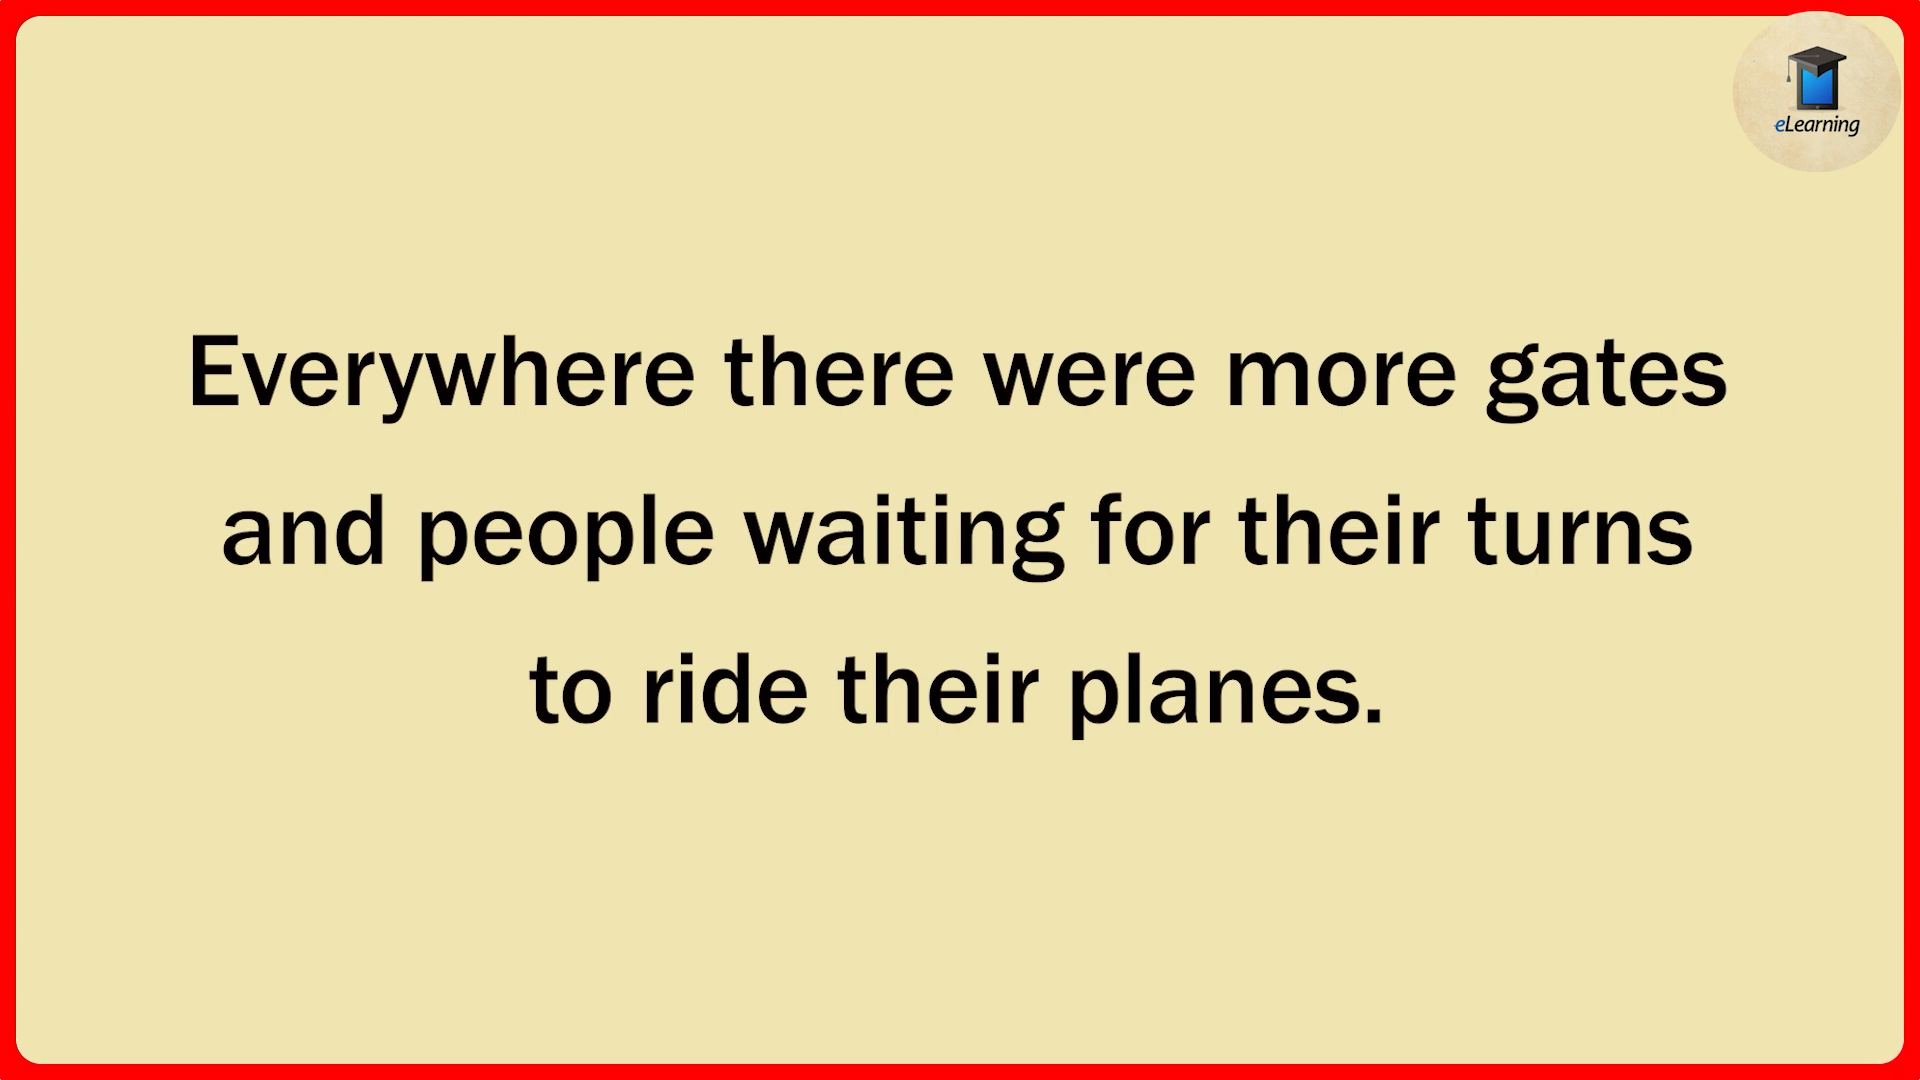 eLearning
Everywhere there were more gates
and people waiting for their turns
to ride their planes.